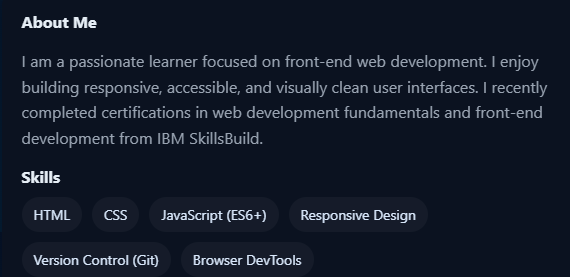 About Me
I am a passionate learner focused on front-end web development. I enjoy
building responsive, accessible, and visually clean user interfaces. I recently
completed certifications in web development fundamentals and front-end
development from IBM SkillsBuild.
Skills
HTML CSS JavaScript (ES6+) Responsive Design
Version Control (Git) Browser DevTools